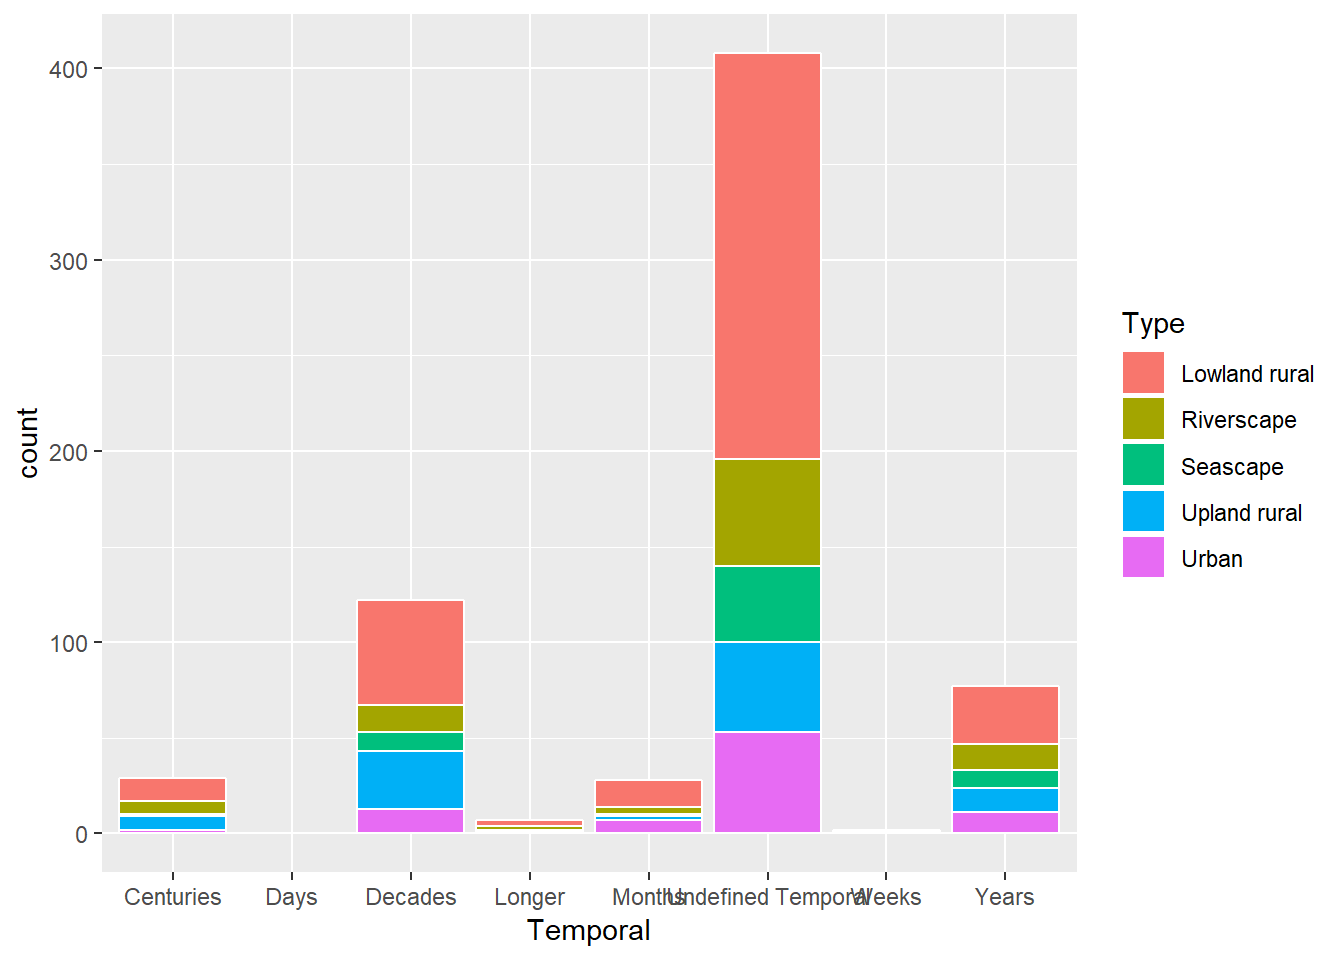 400
300
200
100
0
count
Centuries
Days
Decades
Longer
Months
Undefined Temporal
Weeks
Years
Temporal
Type
Lowland rural
Riverscape
Seascape
Upland rural
Urban